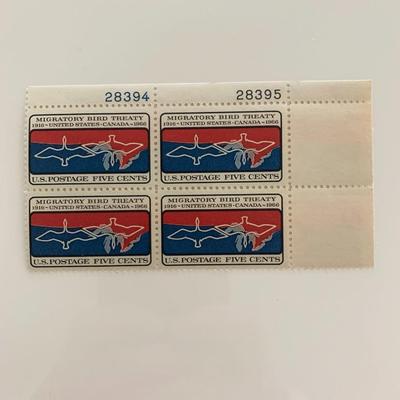 28394 28395
MIGRATORY BIRD TREATY MIGRATORY BIRD TREATY
1916-UNITED STATES-CANADA-1966 1916-UNITED STATES-CANADA-1966
U.S. POSTAGE FIVE CENTS U.S. POSTAGE FIVE CENTS
MIGRATORY BIRD TREATY MIGRATORY BIRD TREATY
1916-UNITED STATES-CANADA-1966 1916-UNITED STATES-CANADA-1966
U.S. POSTAGE FIVE CENTS U.S. POSTAGE FIVE CENTS